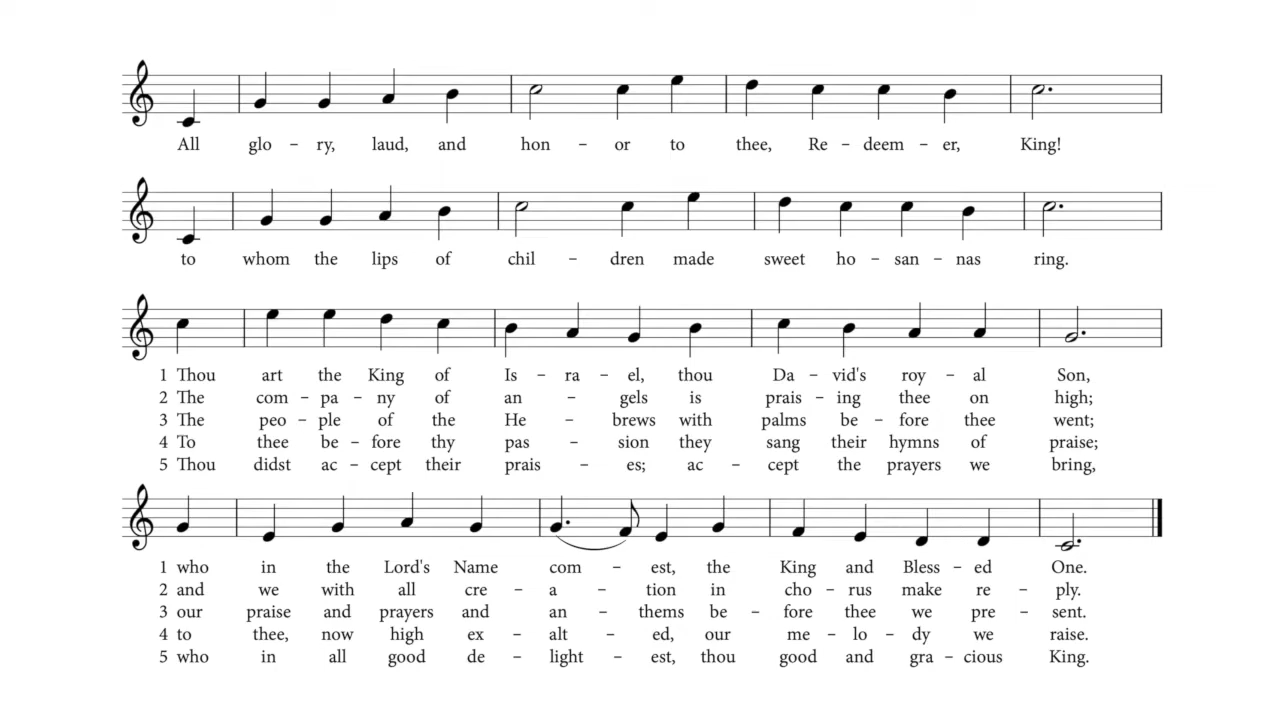 All glo – ry, laud, and hon – or to thee, Re – deem – er, King!
to whom the lips of chil – dren made sweet ho – san – nas ring.
1 Thou art the King of Is – ra – el, thou Da – vid's roy – al Son,
2 The com – pa – ny of an – gels is prais – ing thee on high;
3 The peo – ple of the He – brews with palms be – fore thee went;
4 To thee be – fore thy pas – sion they sang their hymns of praise;
5 Thou didst ac – cept their prais – es; ac – cept the prayers we bring,
1 who in the Lord's Name com – est, the King and Bless – ed One.
2 and we with all cre – a – tion in cho – rus make re – ply.
3 our praise and prayers and an – thems be – fore thee we pre – sent.
4 to thee, now high ex – alt – ed, our me – lo – dy we raise.
5 who in all good de – light – est, thou good and gra – cious King.